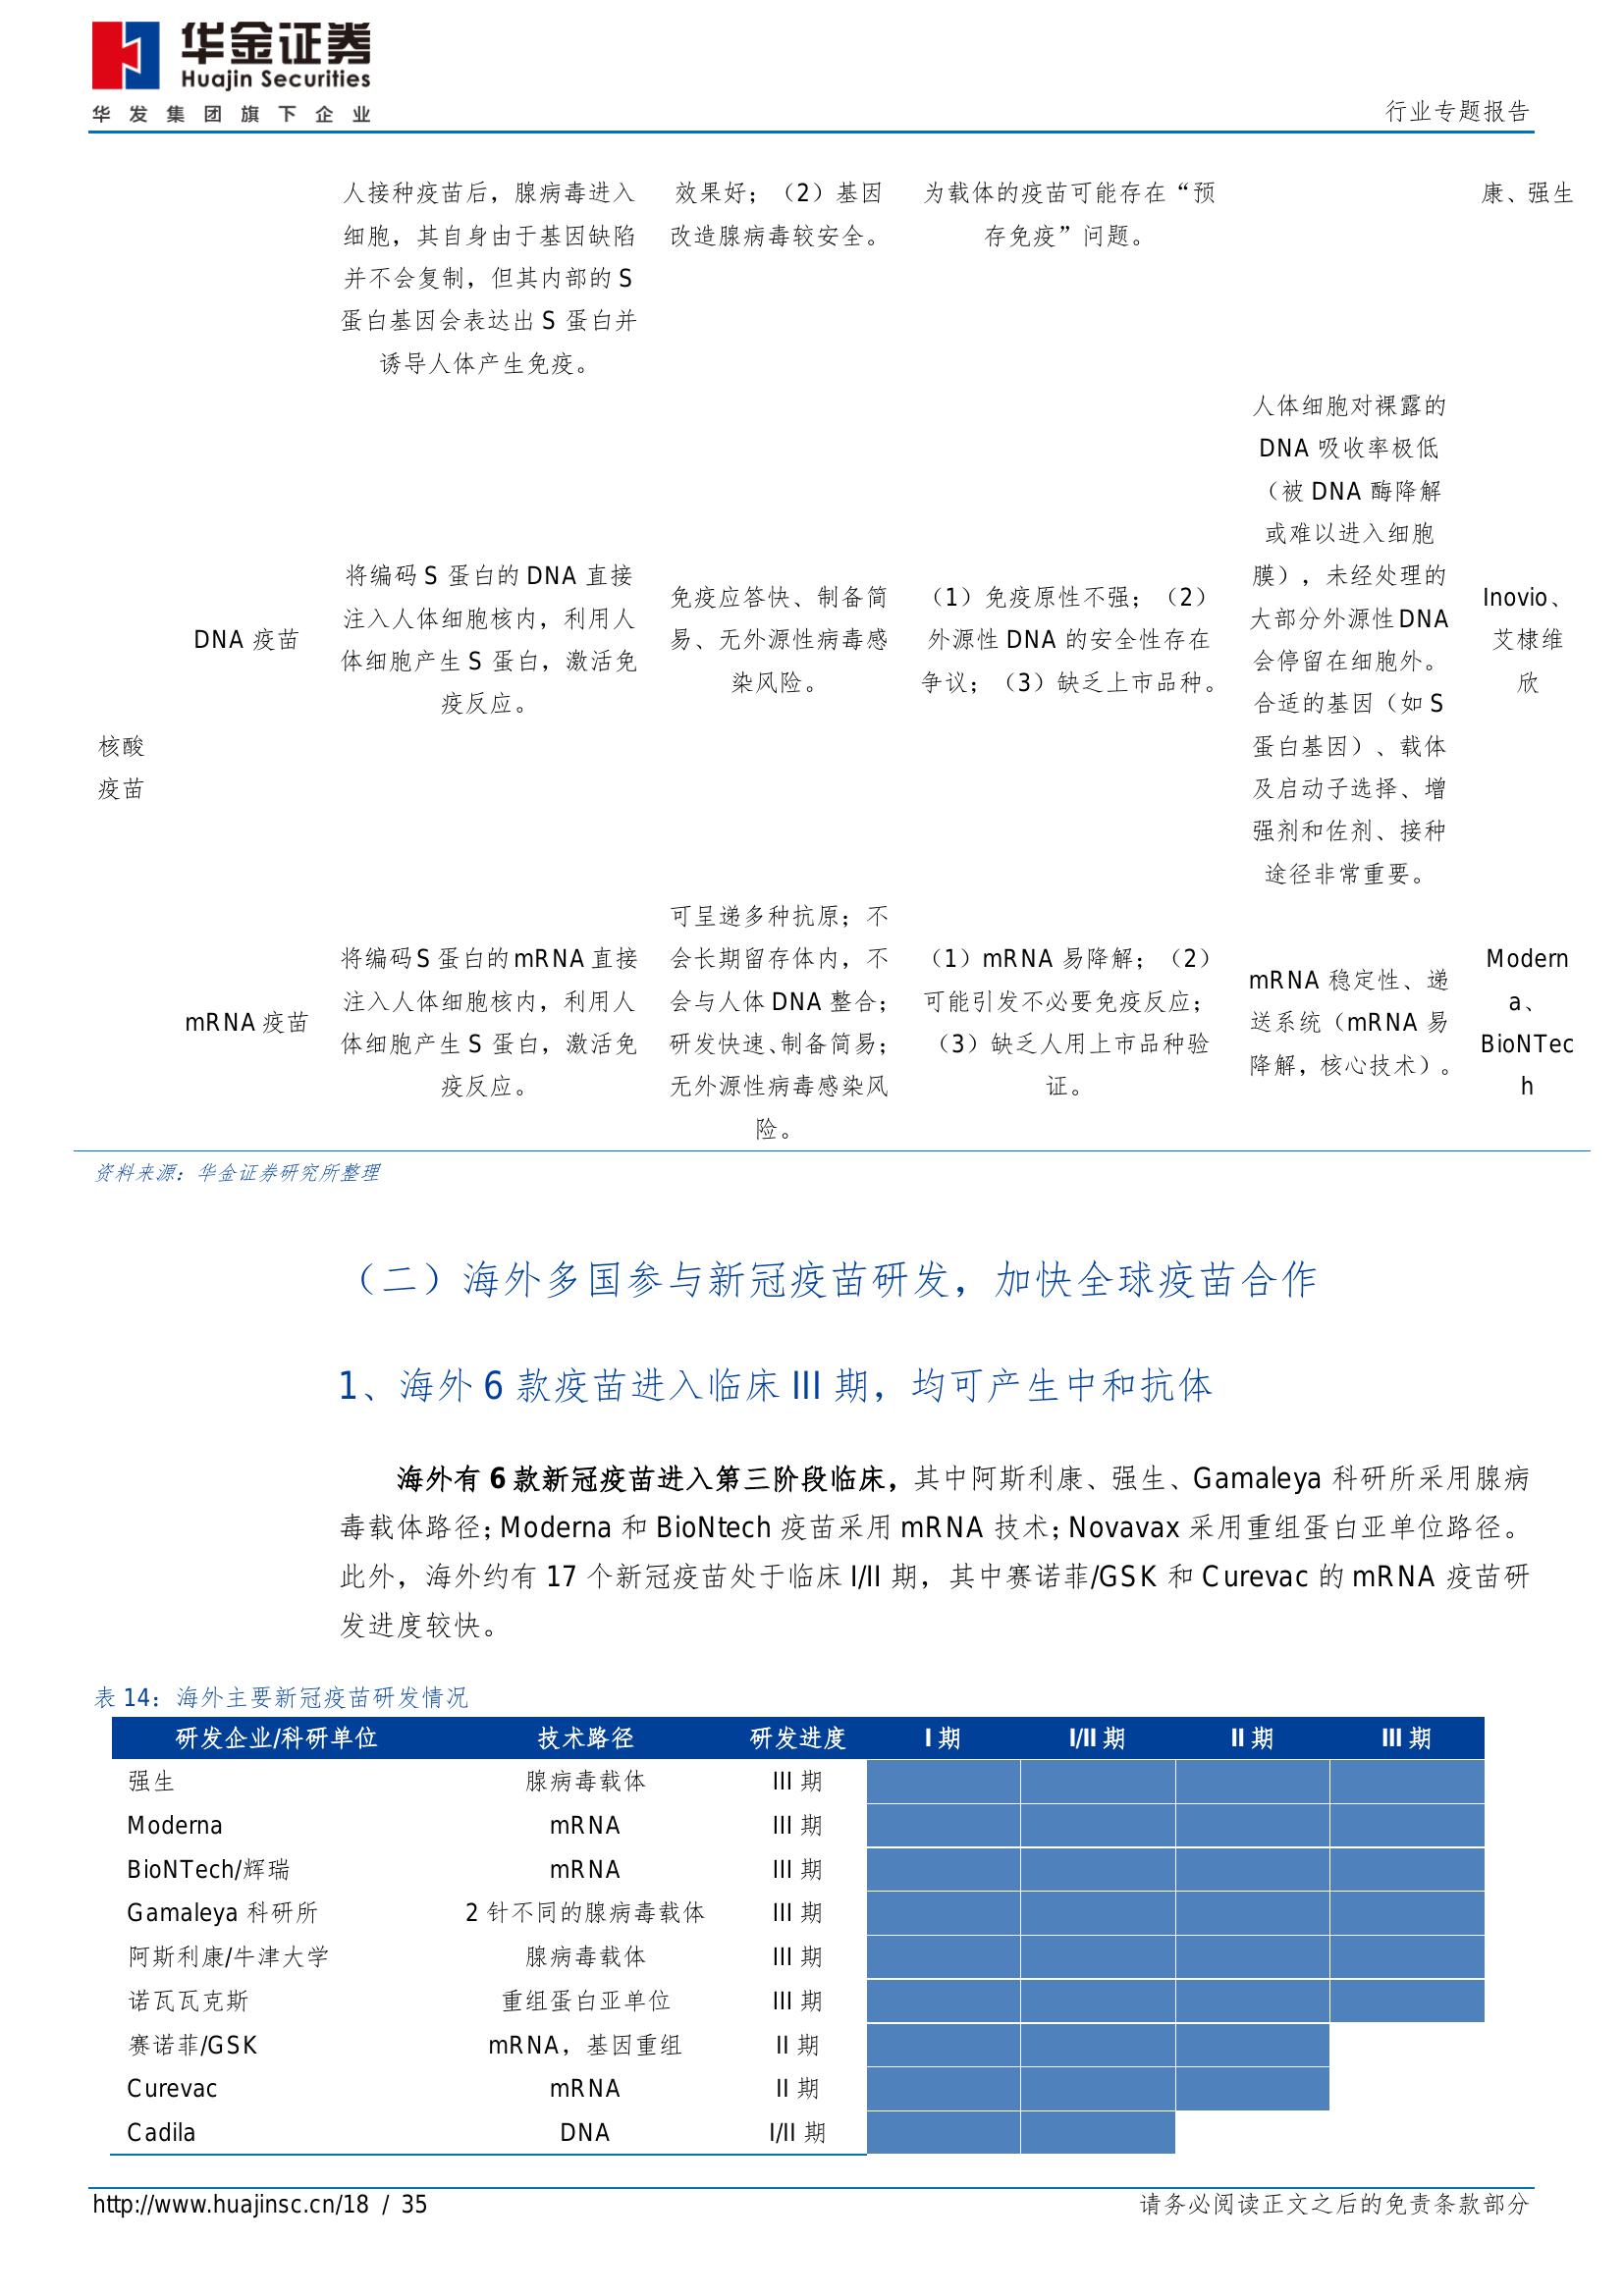 华金证券
Huajin Securities
华发集团旗下企业
行业专题报告
人接种疫苗后，腺病毒进入
细胞，其自身由于基因缺陷
并不会复制，但其内部的 S
蛋白基因会表达出 S 蛋白并
诱导人体产生免疫。
效果好；（2）基因
改造腺病毒较安全。
为载体的疫苗可能存在“预
存免疫”问题。
康、强生
核酸
疫苗
DNA 疫苗
将编码 S 蛋白的 DNA 直接
注入人体细胞核内，利用人
体细胞产生 S 蛋白，激活免
疫反应。
免疫应答快、制备简
易、无外源性病毒感
染风险。
（1）免疫原性不强；（2）
外源性 DNA 的安全性存在
争议；（3）缺乏上市品种。
人体细胞对裸露的
DNA 吸收率极低
（被 DNA 酶降解
或难以进入细胞
膜），未经处理的
大部分外源性 DNA
会停留在细胞外。
合适的基因（如 S
蛋白基因）、载体
及启动子选择、增
强剂和佐剂、接种
途径非常重要。
Inovio、
艾棣维
欣
mRNA 疫苗
将编码 S 蛋白的 mRNA 直接
注入人体细胞核内，利用人
体细胞产生 S 蛋白，激活免
疫反应。
可呈递多种抗原；不
会长期留存体内，不
会与人体 DNA 整合；
研发快速、制备简易；
无外源性病毒感染风
险。
（1）mRNA 易降解；（2）
可能引发不必要免疫反应；
（3）缺乏人用上市品种验
证。
mRNA 稳定性、递
送系统（mRNA 易
降解，核心技术）。
Modern
a、
BioNTec
h
资料来源：华金证券研究所整理
（二）海外多国参与新冠疫苗研发，加快全球疫苗合作
1、海外 6 款疫苗进入临床 III 期，均可产生中和抗体
海外有 6 款新冠疫苗进入第三阶段临床，其中阿斯利康、强生、Gamaleya 科研所采用腺病
毒载体路径；Moderna 和 BioNtech 疫苗采用 mRNA 技术；Novavax 采用重组蛋白亚单位路径。
此外，海外约有 17 个新冠疫苗处于临床 I/II 期，其中赛诺菲/GSK 和 Curevac 的 mRNA 疫苗研
发进度较快。
表 14：海外主要新冠疫苗研发情况
研发企业/科研单位 技术路径 研发进度 I 期 I/II 期 II 期 III 期
强生 腺病毒载体 III 期
Moderna mRNA III 期
BioNTech/辉瑞 mRNA III 期
Gamaleya 科研所 2 针不同的腺病毒载体 III 期
阿斯利康/牛津大学 腺病毒载体 III 期
诺瓦瓦克斯 重组蛋白亚单位 III 期
赛诺菲/GSK mRNA，基因重组 II 期
Curevac mRNA II 期
Cadila DNA I/II 期
http://www.huajinsc.cn/18 / 35
请务必阅读正文之后的免责条款部分